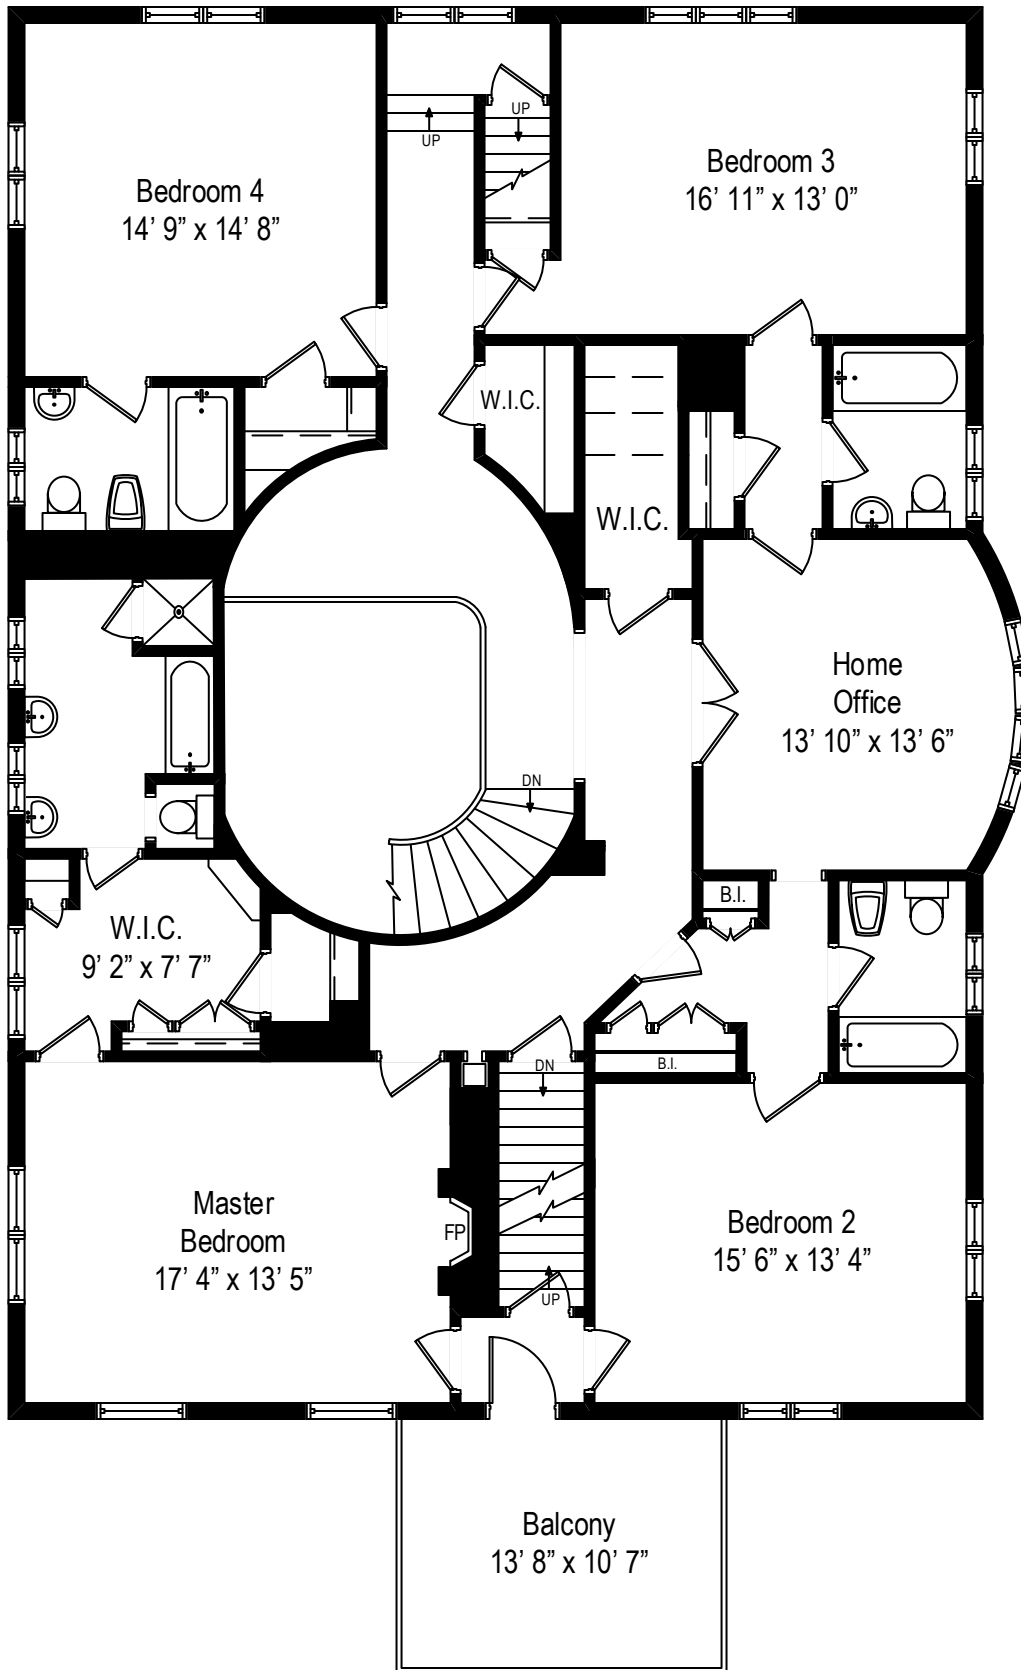 UP
UP
Bedroom 3
16' 11” x 13' 0”
Bedroom 4
14' 9” x 14' 8”
W.I.C.
W.I.C.
Home
Office
13' 10” x 13' 6”
DN
B.I.
W.I.C.
9' 2” x 7' 7”
DN
B.I.
Master
Bedroom
17' 4” x 13' 5”
FP
Bedroom 2
15' 6” x 13' 4”
UP
Balcony
13' 8” x 10' 7”